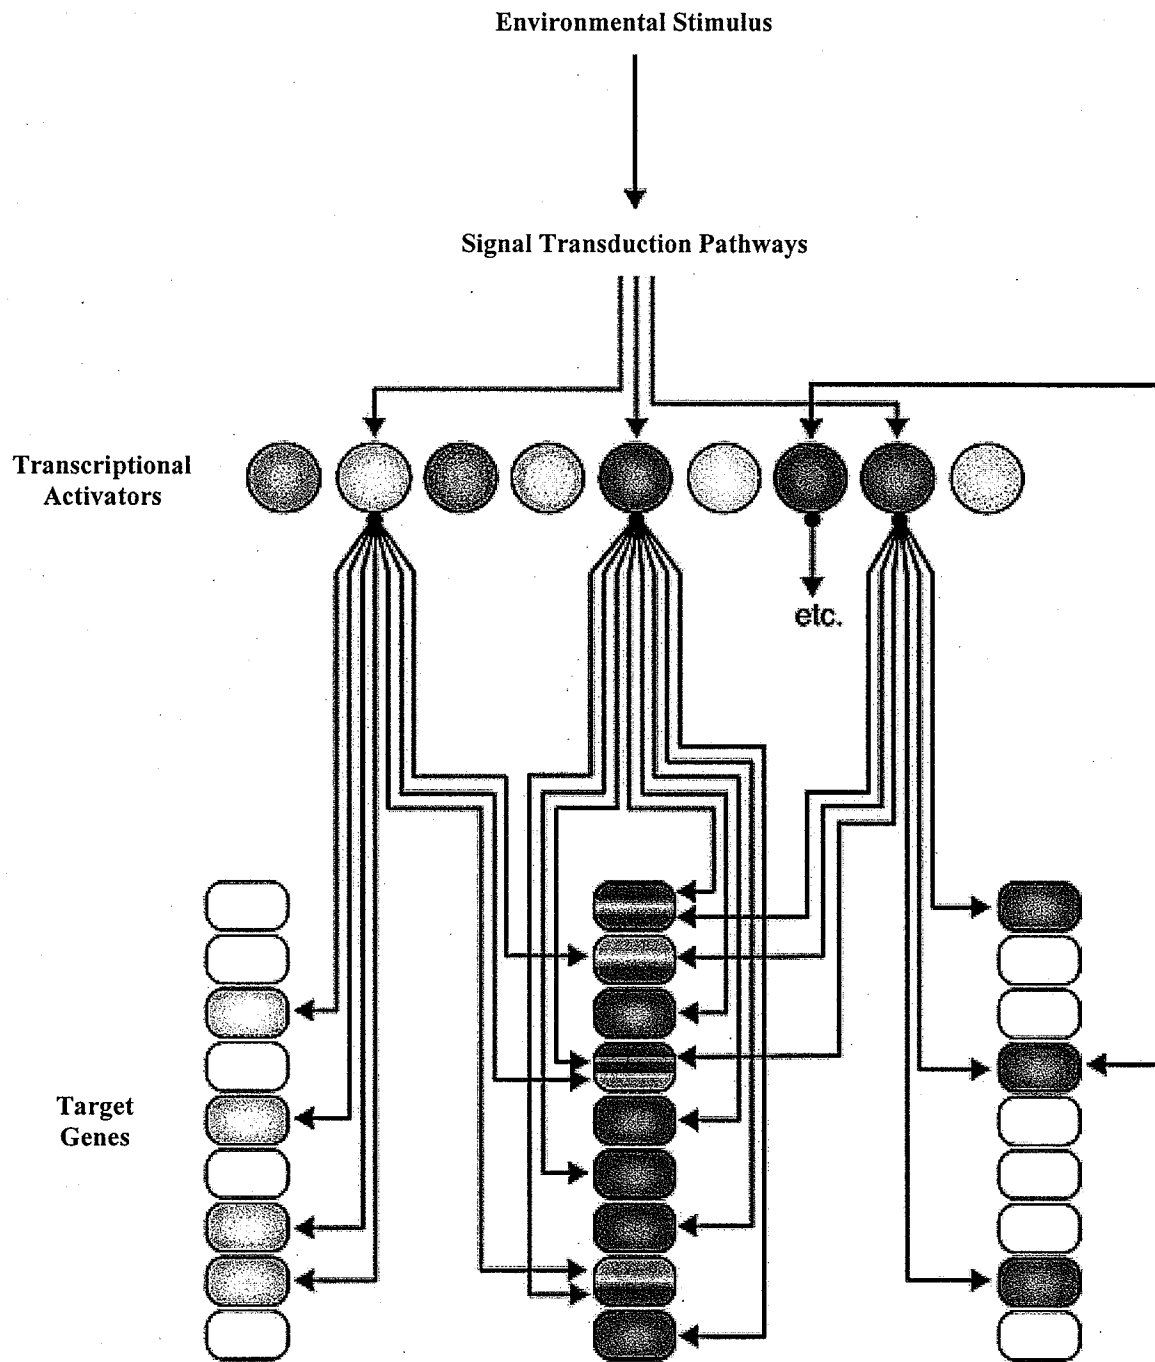 Environmental Stimulus
Signal Transduction Pathways
Transcriptional
Activators
etc.
Target
Genes